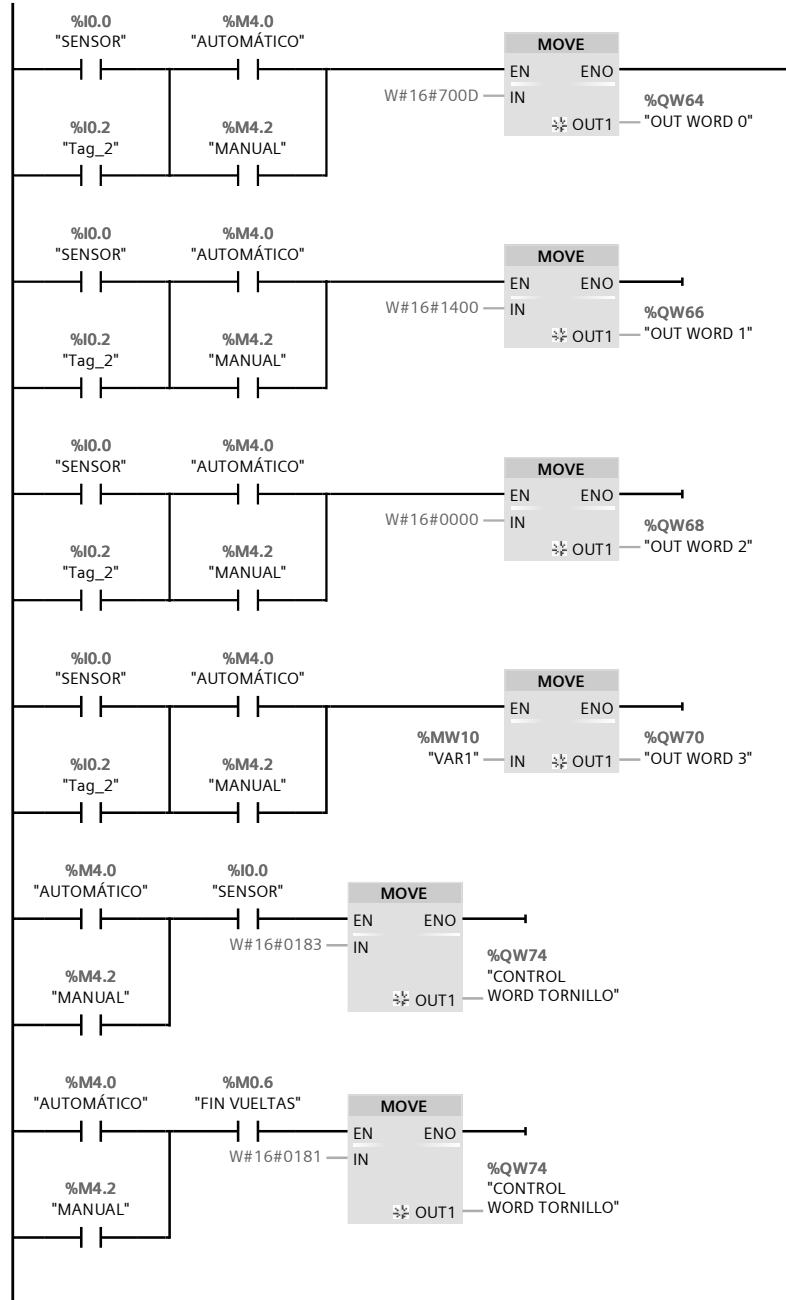 %I0.0 %M4.0
"SENSOR" "AUTOMÁTICO"
MOVE
EN ENO
W#16#700D IN
%QW64
%I0.2 %M4.2
OUT1 "OUT WORD 0"
"Tag_2" "MANUAL"
%I0.0 %M4.0
"SENSOR" "AUTOMÁTICO"
MOVE
EN ENO
W#16#1400 IN
%QW66
%I0.2 %M4.2
OUT1 "OUT WORD 1"
"Tag_2" "MANUAL"
%I0.0 %M4.0
"SENSOR" "AUTOMÁTICO"
MOVE
EN ENO
W#16#0000 IN
%QW68
%I0.2 %M4.2
OUT1 "OUT WORD 2"
"Tag_2" "MANUAL"
%I0.0 %M4.0
"SENSOR" "AUTOMÁTICO"
MOVE
EN ENO
%MW10 %QW70
"VAR1" IN OUT1 "OUT WORD 3"
%I0.2 %M4.2
"Tag_2" "MANUAL"
%M4.0 %I0.0
"AUTOMÁTICO" "SENSOR"
MOVE
EN ENO
W#16#0183 IN
%QW74
%M4.2
"CONTROL
"MANUAL"
OUT1 WORD TORNILLO"
%M4.0 %M0.6
"AUTOMÁTICO" "FIN VUELTAS"
MOVE
EN ENO
W#16#0181 IN
%QW74
%M4.2
"CONTROL
"MANUAL"
OUT1 WORD TORNILLO"